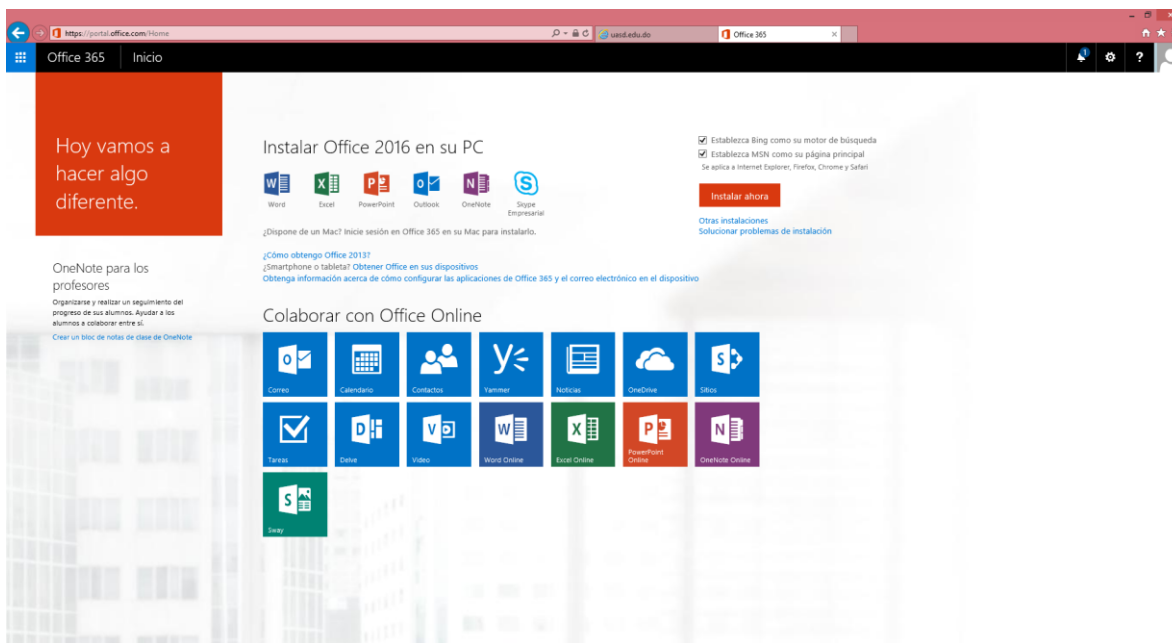 https://portal.office.com/Home
uasd.edu.do
Office 365
Office 365
Inicio
1
?
Hoy vamos a
hacer algo
diferente.
OneNote para los
profesores
Organizarse y realizar un seguimiento del
progreso de sus alumnos. Ayudar a los
alumnos a colaborar entre sí.
Crear un bloc de notas de clase de OneNote
Instalar Office 2016 en su PC
Word
Excel
PowerPoint
Outlook
OneNote
Skype
Empresarial
¿Dispone de un Mac? Inicie sesión en Office 365 en su Mac para instalarlo.
¿Cómo obtengo Office 2013?
¿Smartphone o tableta? Obtener Office en sus dispositivos
Obtenga información acerca de cómo configurar las aplicaciones de Office 365 y el correo electrónico en el dispositivo
Establezca Bing como su motor de búsqueda
Establezca MSN como su página principal
Se aplica a Internet Explorer, Firefox, Chrome y Safari
Instalar ahora
Otras instalaciones
Solucionar problemas de instalación
Colaborar con Office Online
Correo
Calendario
Contactos
Yammer
Noticias
OneDrive
Sitios
Tareas
Delve
Video
Word Online
Excel Online
PowerPoint
Online
OneNote Online
Sway